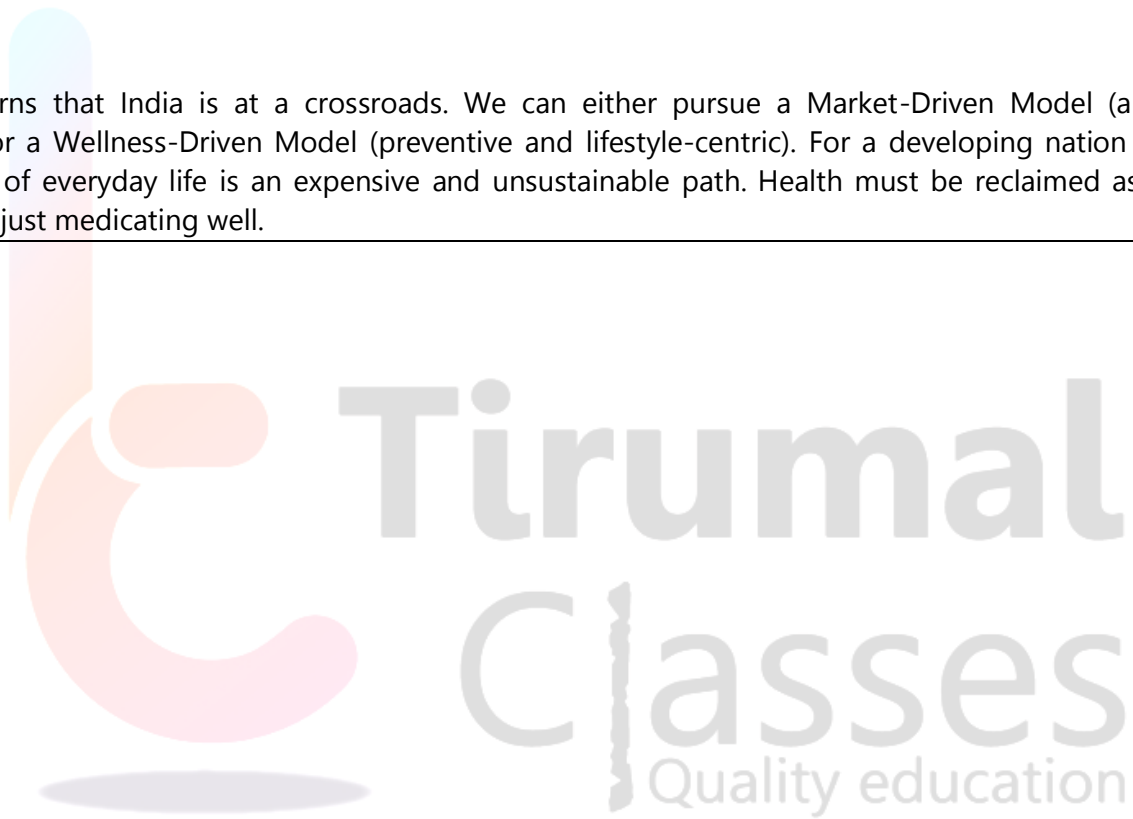 rns that India is at a crossroads. We can either pursue a Market-Driven Model (a
or a Wellness-Driven Model (preventive and lifestyle-centric). For a developing nation
of everyday life is an expensive and unsustainable path. Health must be reclaimed as
just medicating well.
Tirumal
Classes
Quality education